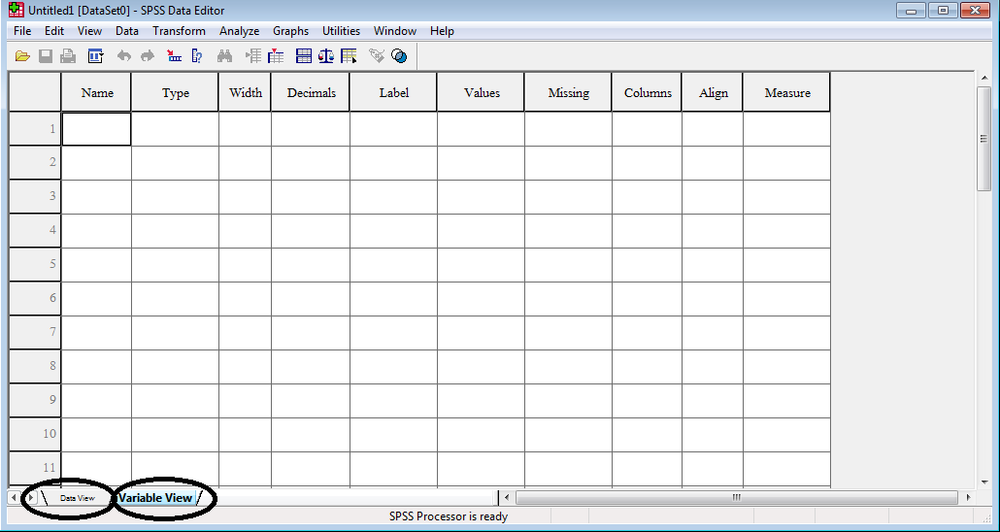 Untitled1 [DataSet0] - SPSS Data Editor
File Edit View Data Transform Analyze Graphs Utilities Window Help
Name Type Width Decimals Label Values Missing Columns Align Measure
1
2
3
4
5
6
7
8
9
10
11
Data View Variable View
SPSS Processor is ready